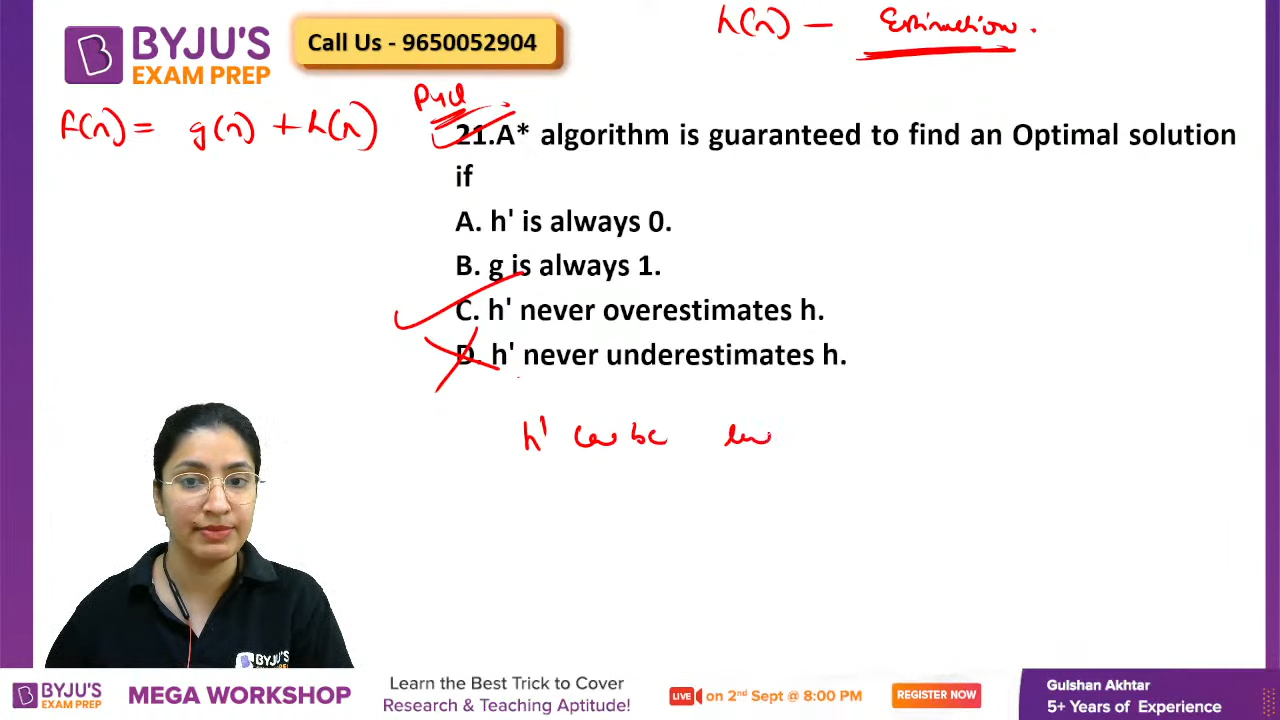 h(n) — Estimation.
BYJU'S
EXAM PREP
Call Us - 9650052904
f(n) = g(n) + h(n)
21.A* algorithm is guaranteed to find an Optimal solution
if
A. h' is always 0.
B. g is always 1.
C. h' never overestimates h.
D. h' never underestimates h.
h' can be
BYJU'S
BYJU'S
EXAM PREP
MEGA WORKSHOP
Learn the Best Trick to Cover
Research & Teaching Aptitude!
LIVE on 2nd Sept @ 8:00 PM
REGISTER NOW
Gulshan Akhtar
5+ Years of Experience